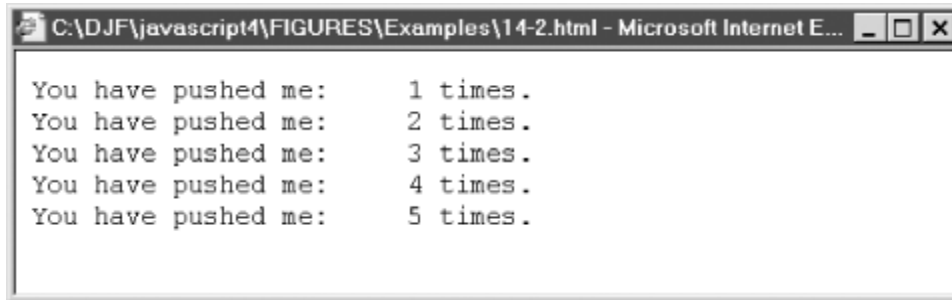 C:\DJF\javascript4\FIGURES\Examples\14-2.html - Microsoft Internet E...
You have pushed me:    1 times.
You have pushed me:    2 times.
You have pushed me:    3 times.
You have pushed me:    4 times.
You have pushed me:    5 times.